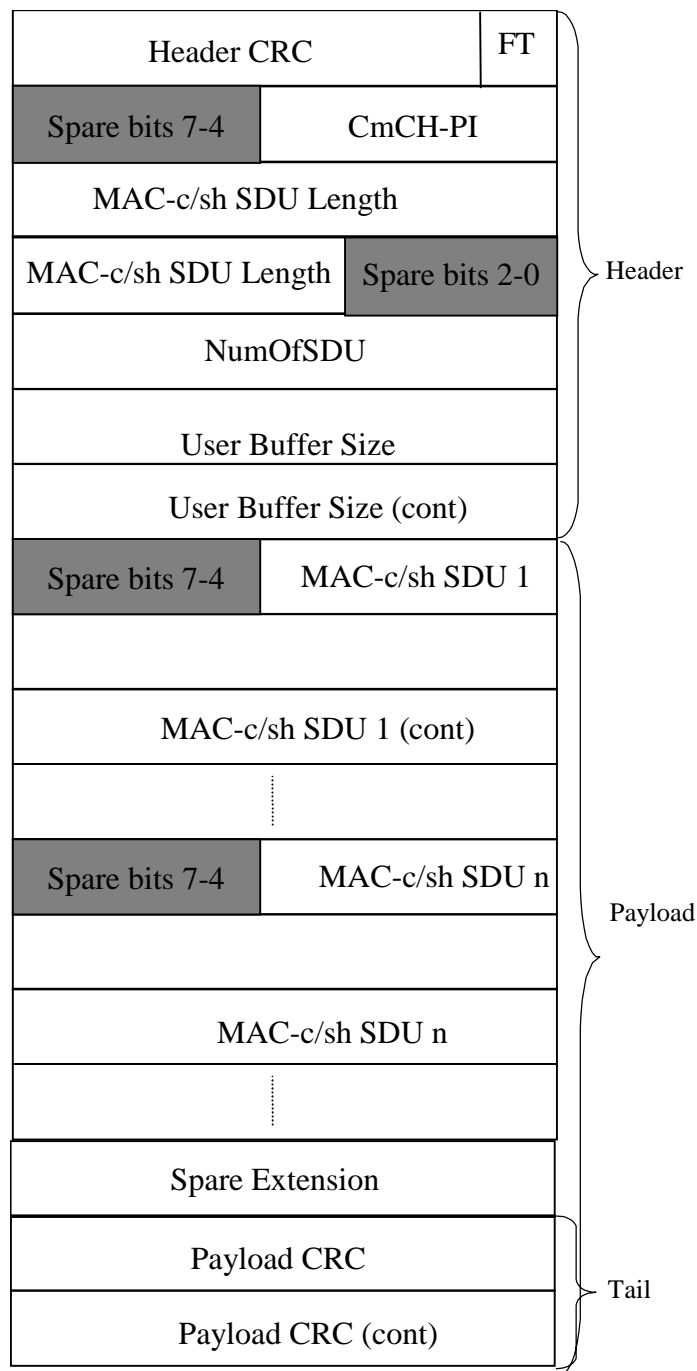 Header CRC FT
Spare bits 7-4 CmCH-PI
MAC-c/sh SDU Length
MAC-c/sh SDU Length Spare bits 2-0
Header
NumOfSDU
User Buffer Size
User Buffer Size (cont)
Spare bits 7-4 MAC-c/sh SDU 1
MAC-c/sh SDU 1 (cont)
Spare bits 7-4 MAC-c/sh SDU n
Payload
MAC-c/sh SDU n
Spare Extension
Payload CRC
Tail
Payload CRC (cont)